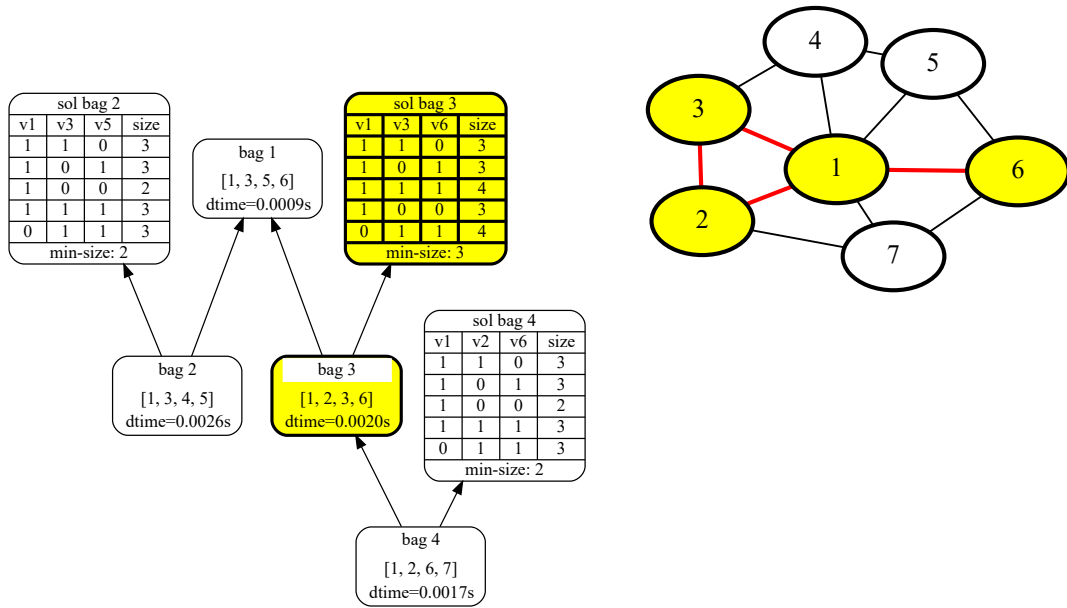 sol bag 2
v1 v3 v5 size
1 1 0 3
1 0 1 3
1 0 0 2
1 1 1 3
0 1 1 3
min-size: 2
bag 1
[1, 3, 5, 6]
dtime=0.0009s
sol bag 3
v1 v3 v6 size
1 1 0 3
1 0 1 3
1 1 1 4
1 0 0 3
0 1 1 4
min-size: 3
bag 2
[1, 3, 4, 5]
dtime=0.0026s
bag 3
[1, 2, 3, 6]
dtime=0.0020s
sol bag 4
v1 v2 v6 size
1 1 0 3
1 0 1 3
1 0 0 2
1 1 1 3
0 1 1 3
min-size: 2
bag 4
[1, 2, 6, 7]
dtime=0.0017s
4
5
3
1
6
2
7